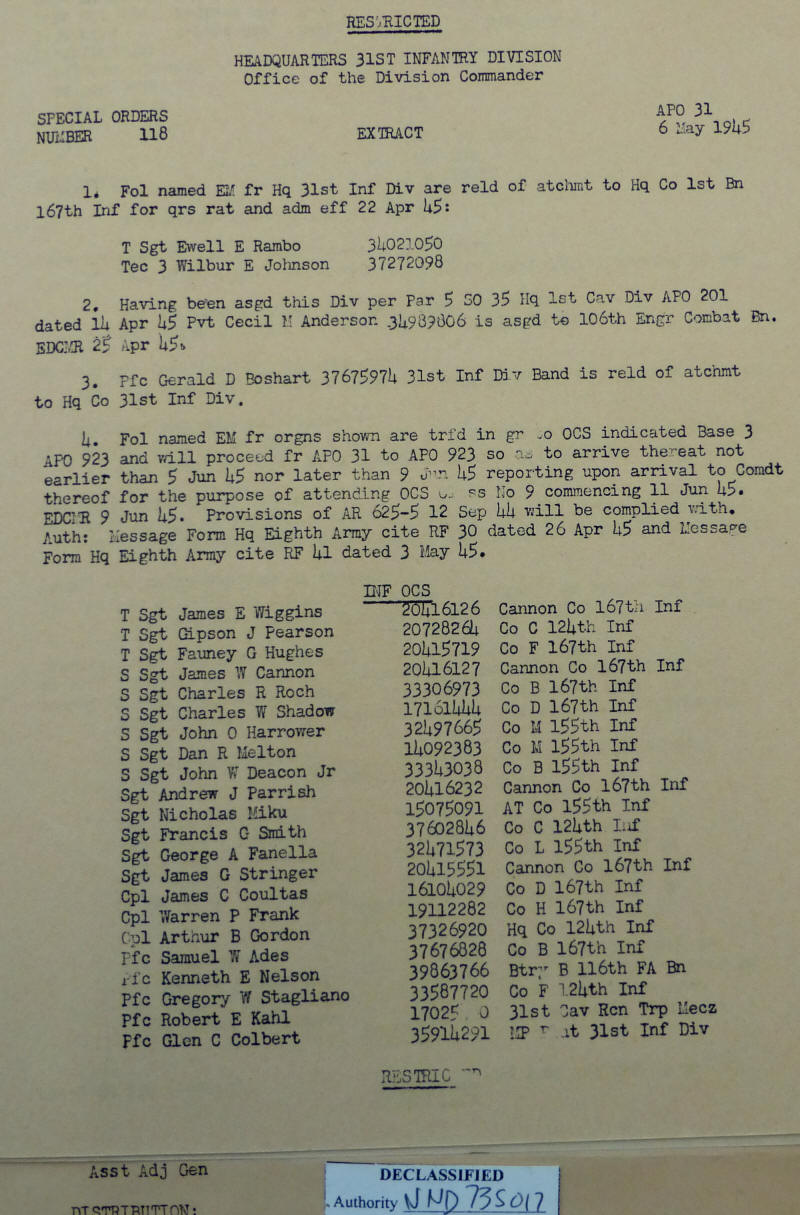 RESTRICTED
HEADQUARTERS 31ST INFANTRY DIVISION
Office of the Division Commander
SPECIAL ORDERS
NUMBER 118
EXTRACT
APO 31
6 May 1945
1. Fol named EM fr Hq 31st Inf Div are reld of atchmt to Hq Co 1st Bn
167th Inf for qrs rat and adm eff 22 Apr 45:
T Sgt Ewell E Rambo 34021050
Tec 3 Wilbur E Johnson 37272098
2. Having been asgd this Div per Par 5 SO 35 Hq 1st Cav Div APO 201
dated 14 Apr 45 Pvt Cecil M Anderson 34989806 is asgd to 106th Engr Combat Bn.
EDCMR 25 Apr 45.
3. Pfc Gerald D Boshart 37675974 31st Inf Div Band is reld of atchmt
to Hq Co 31st Inf Div.
4. Fol named EM fr orgns shown are trfd in gr to OCS indicated Base 3
APO 923 and will proceed fr APO 31 to APO 923 so as to arrive thereat not
earlier than 5 Jun 45 nor later than 9 Jun 45 reporting upon arrival to Comdt
thereof for the purpose of attending OCS No 9 commencing 11 Jun 45.
EDCMR 9 Jun 45. Provisions of AR 625-5 12 Sep 44 will be complied with.
Auth: Message Form Hq Eighth Army cite RF 30 dated 26 Apr 45 and Message
Form Hq Eighth Army cite RF 41 dated 3 May 45.
INF OCS
T Sgt James E Wiggins 20416126 Cannon Co 167th Inf
T Sgt Gipson J Pearson 20728264 Co C 124th Inf
T Sgt Fauney G Hughes 20415719 Co F 167th Inf
S Sgt James W Cannon 20416127 Cannon Co 167th Inf
S Sgt Charles R Roch 33306973 Co B 167th Inf
S Sgt Charles W Shadow 17161444 Co D 167th Inf
S Sgt John O Harrower 32497665 Co M 155th Inf
S Sgt Dan R Melton 14092383 Co M 155th Inf
S Sgt John W Deacon Jr 33343038 Co B 155th Inf
Sgt Andrew J Parrish 20416232 Cannon Co 167th Inf
Sgt Nicholas Miku 15075091 AT Co 155th Inf
Sgt Francis G Smith 37602846 Co C 124th Inf
Sgt George A Fanella 32471573 Co L 155th Inf
Sgt James G Stringer 20415551 Cannon Co 167th Inf
Cpl James C Coultas 16104029 Co D 167th Inf
Cpl Warren P Frank 19112282 Co H 167th Inf
Cpl Arthur B Gordon 37326920 Hq Co 124th Inf
Pfc Samuel W Ades 37676828 Co B 167th Inf
Pfc Kenneth E Nelson 39863766 Btry B 116th FA Bn
Pfc Gregory W Stagliano 33587720 Co F 124th Inf
Pfc Robert E Kahl 31st Cav Rcn Trp Mecz
Pfc Glen C Colbert 35914291 MP 31st Inf Div
RESTRIC
Asst Adj Gen
DISTRIBUTION:
DECLASSIFIED
Authority NND 735017